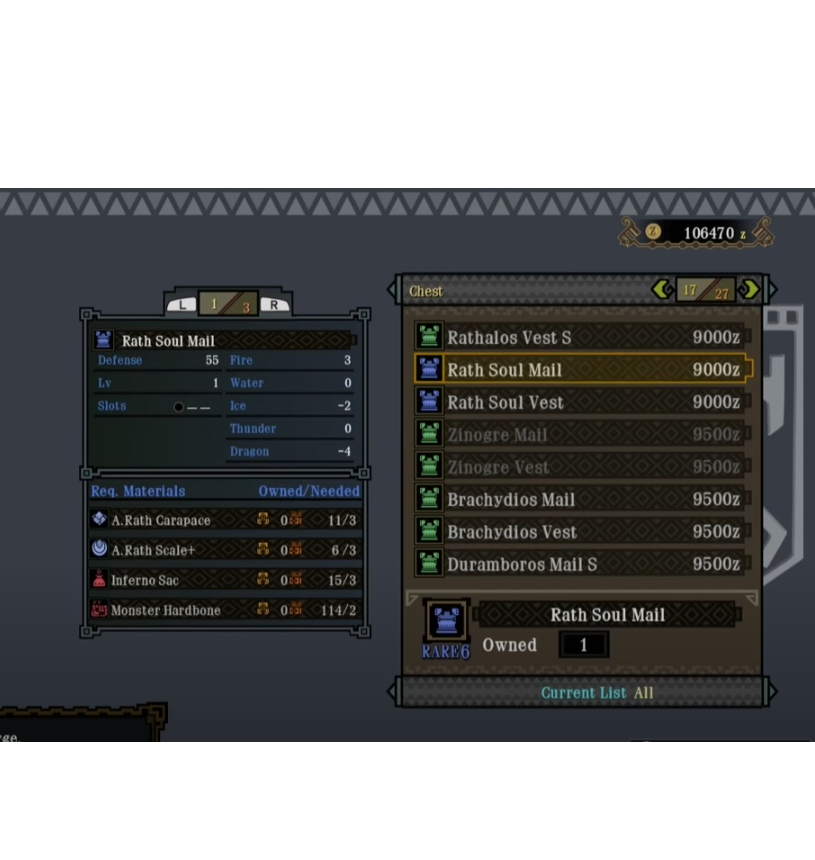 106470 z
L 1/3 R
Rath Soul Mail
Defense 55 Fire 3
Lv 1 Water 0
Slots ●—— Ice -2
Thunder 0
Dragon -4
Req. Materials Owned/Needed
A.Rath Carapace 0 11/3
A.Rath Scale+ 0 6/3
Inferno Sac 0 15/3
Monster Hardbone 0 114/2
Chest 17/27
Rathalos Vest S 9000z
Rath Soul Mail 9000z
Rath Soul Vest 9000z
Zinogre Mail 9500z
Zinogre Vest 9500z
Brachydios Mail 9500z
Brachydios Vest 9500z
Duramboros Mail S 9500z
Rath Soul Mail
RARE6 Owned 1
Current List All
rge.